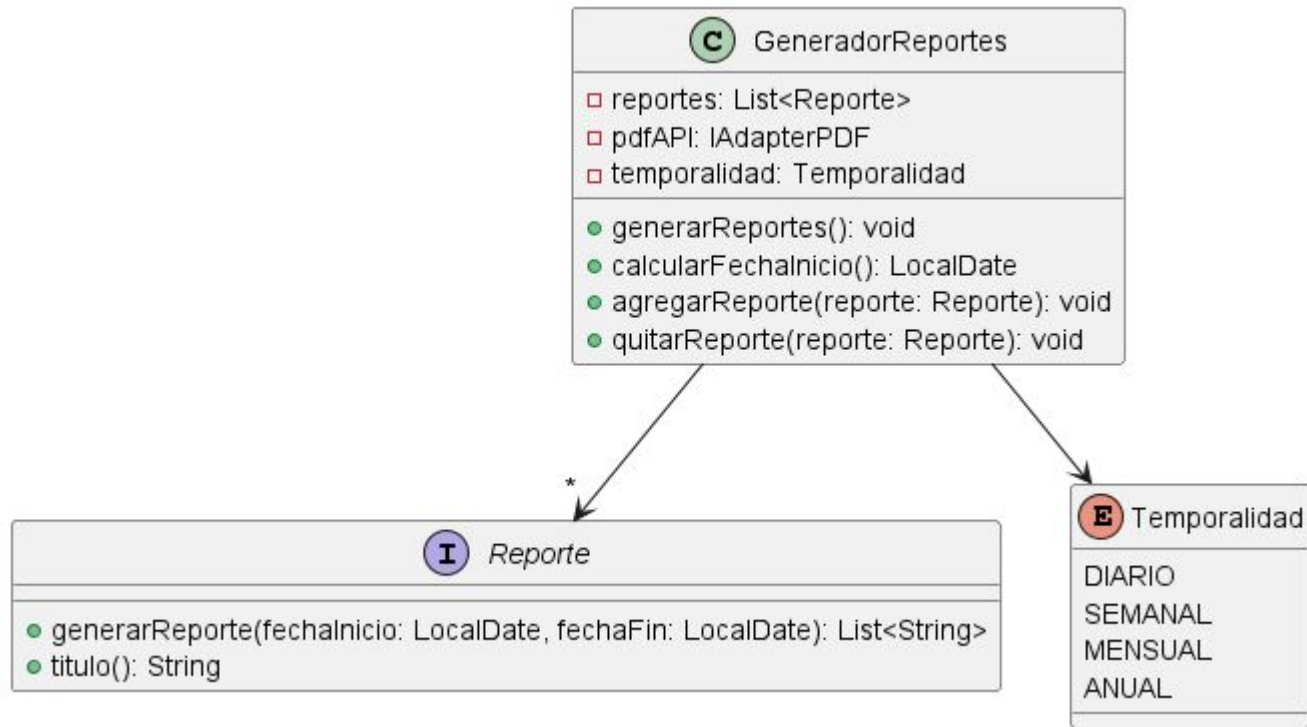 C GeneradorReportes
reportes: List<Reporte>
pdfAPI: IAdapterPDF
temporalidad: Temporalidad
generarReportes(): void
calcularFechaInicio(): LocalDate
agregarReporte(reporte: Reporte): void
quitarReporte(reporte: Reporte): void
*
I Reporte
generarReporte(fechaInicio: LocalDate, fechaFin: LocalDate): List<String>
titulo(): String
E Temporalidad
DIARIO
SEMANAL
MENSUAL
ANUAL